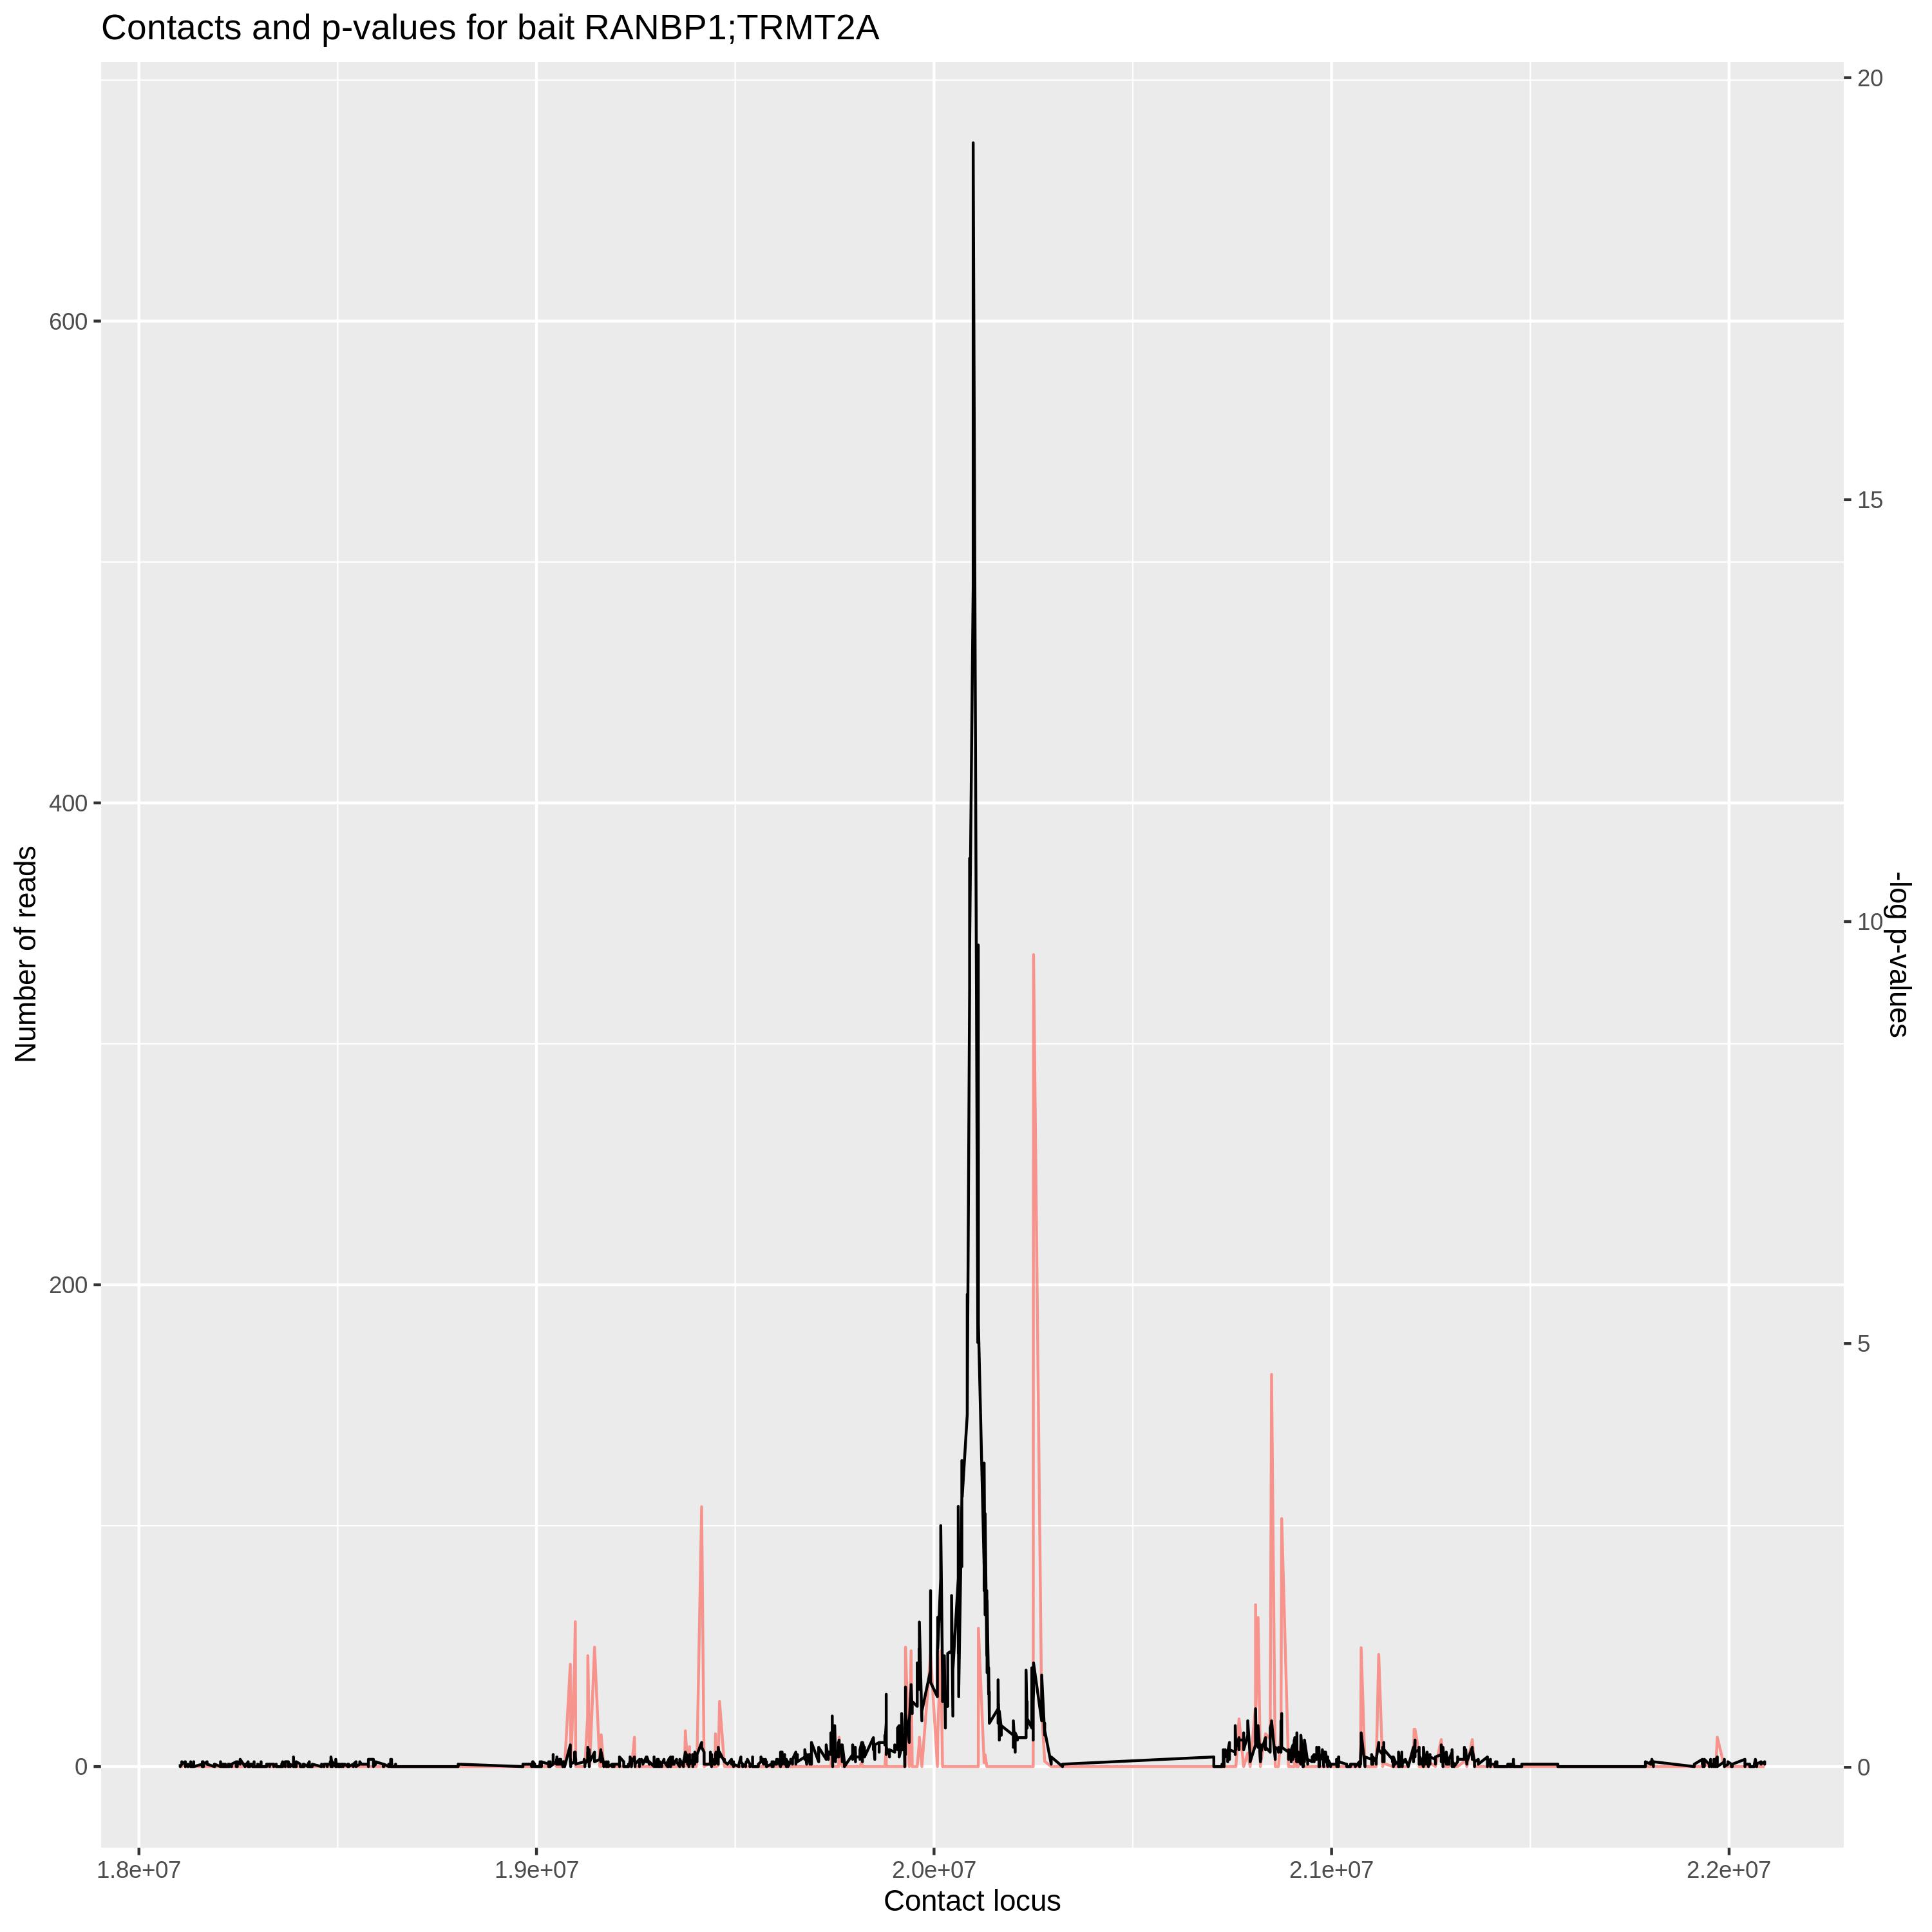 Contacts and p-values for bait RANBP1;TRMT2A
Number of reads
600
400
200
0
20
15
10
5
0
-log p-values
1.8e+07
1.9e+07
2.0e+07
2.1e+07
2.2e+07
Contact locus